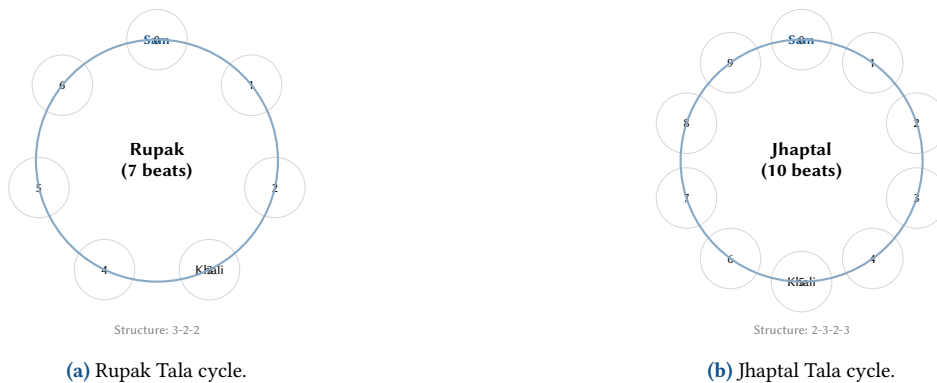 Sam
6
1
Rupak
(7 beats)
5
2
4
Khali
Structure: 3-2-2
(a) Rupak Tala cycle.
Sam
9
1
8
2
Jhaptal
(10 beats)
7
3
6
4
Khali
Structure: 2-3-2-3
(b) Jhaptal Tala cycle.